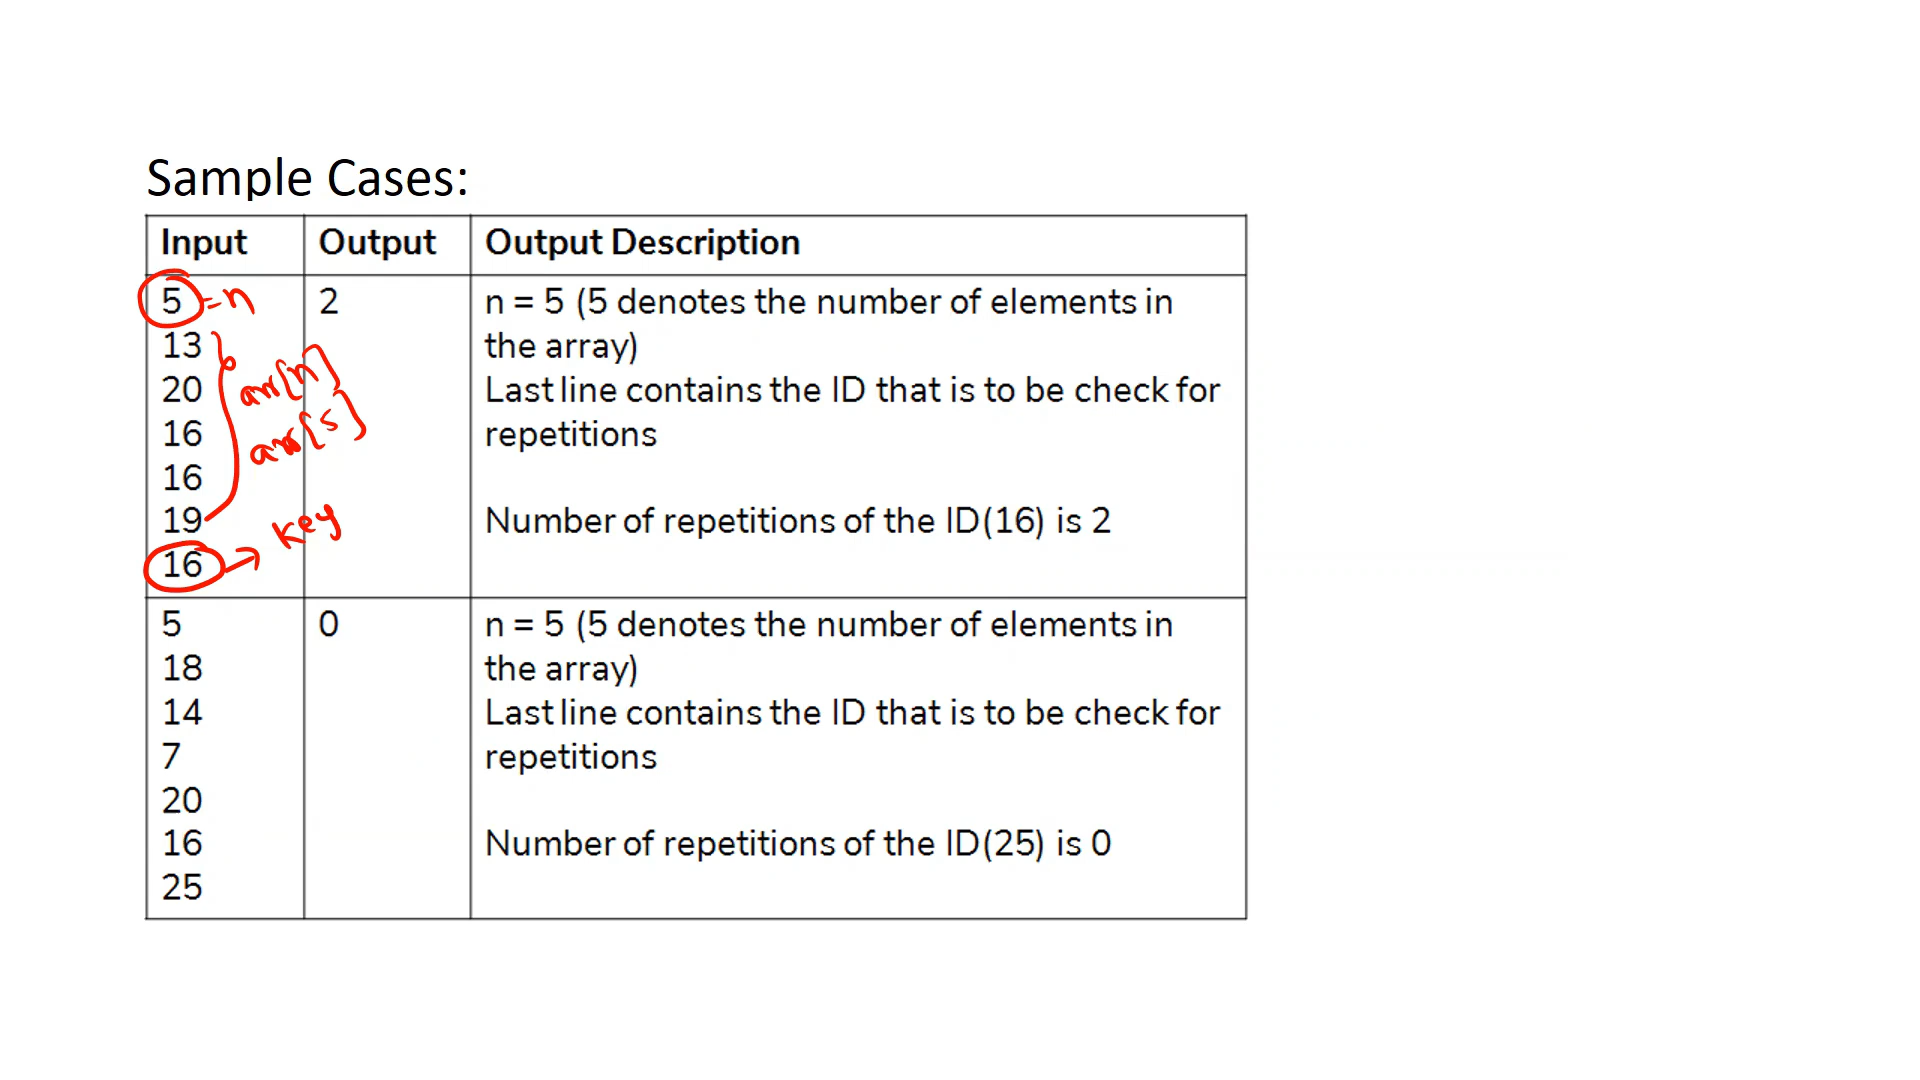 Sample Cases:
Input Output Output Description
5 = n 2 n = 5 (5 denotes the number of elements in
13 the array)
20 arr[n] Last line contains the ID that is to be check for
16 arr[5] repetitions
16
19 Number of repetitions of the ID(16) is 2
16 → key
5 0 n = 5 (5 denotes the number of elements in
18 the array)
14 Last line contains the ID that is to be check for
7 repetitions
20
16 Number of repetitions of the ID(25) is 0
25